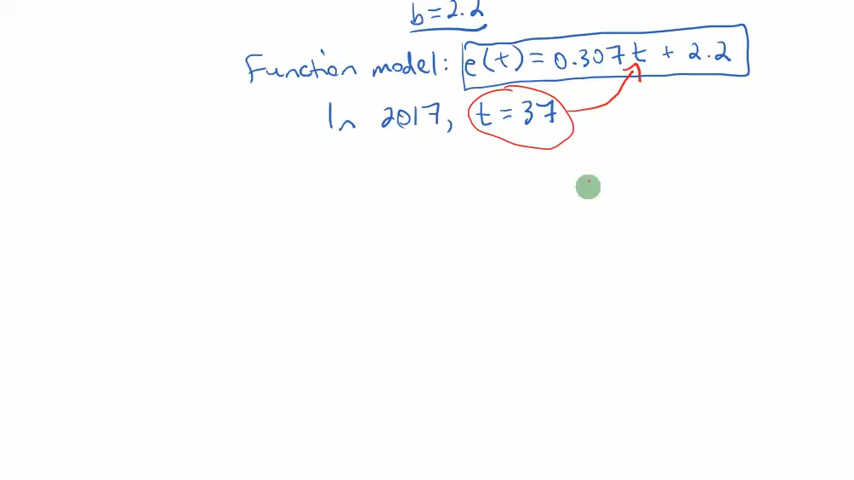 b=2.2
Function model: e(t) = 0.307t + 2.2
In 2017, t = 37